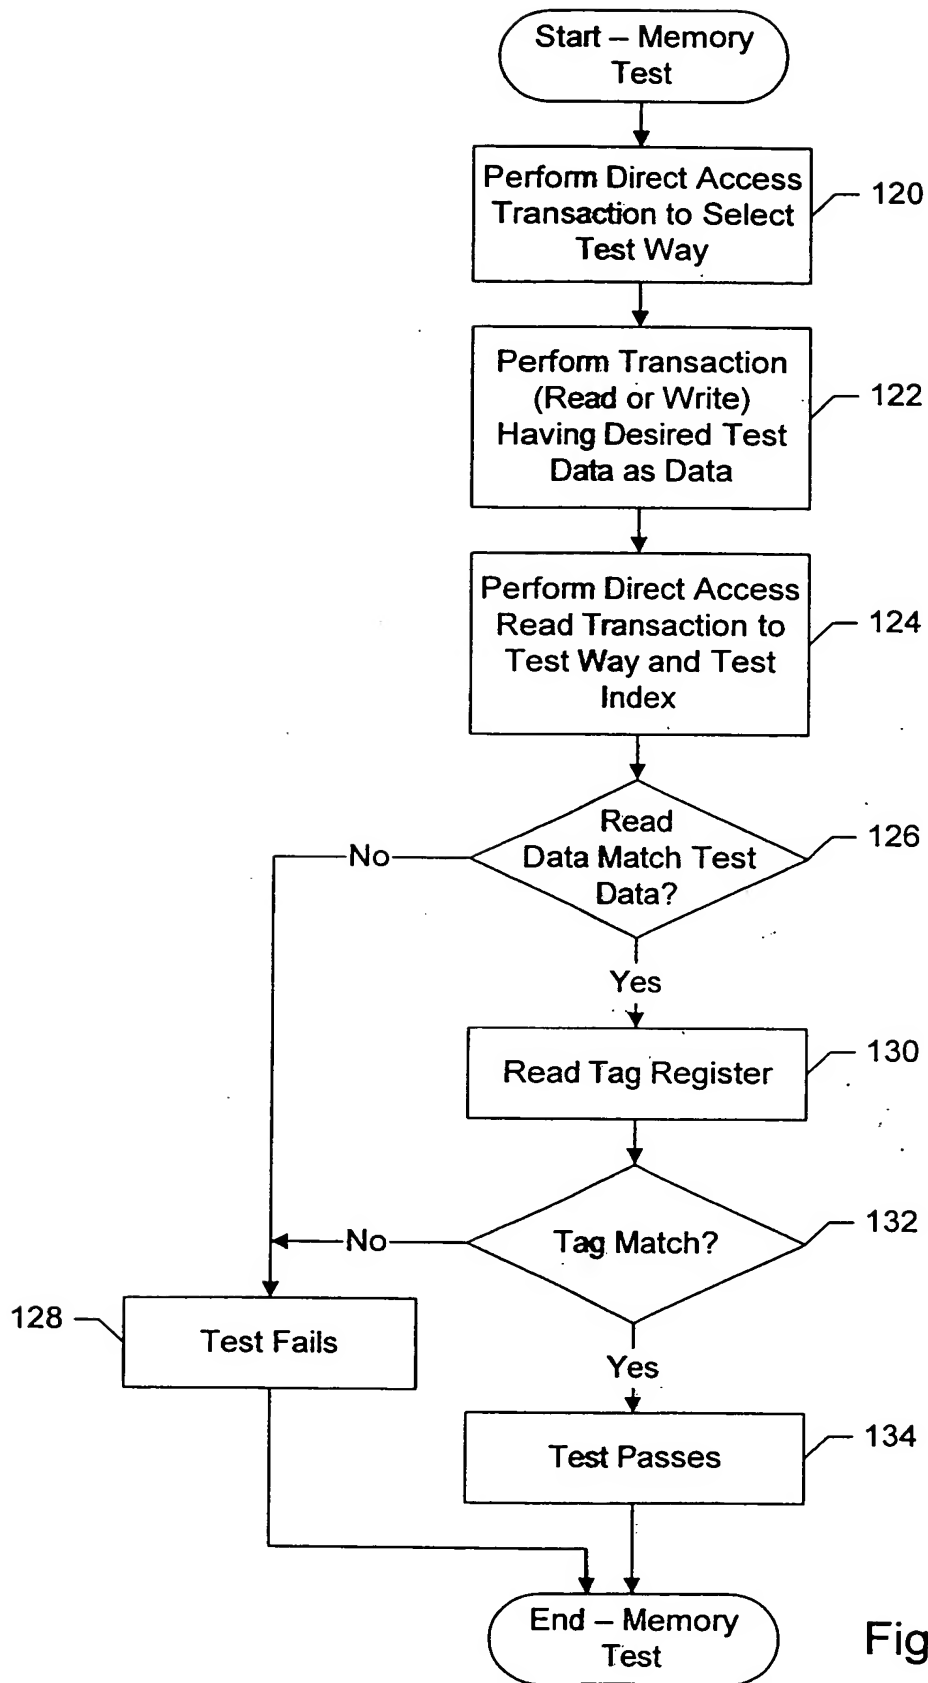 Start – Memory
Test
Perform Direct Access
Transaction to Select
Test Way
120
Perform Transaction
(Read or Write)
Having Desired Test
Data as Data
122
Perform Direct Access
Read Transaction to
Test Way and Test
Index
124
Read
Data Match Test
Data?
126
No
Yes
Read Tag Register
130
Tag Match?
132
No
128
Test Fails
Yes
Test Passes
134
End – Memory
Test
Fig